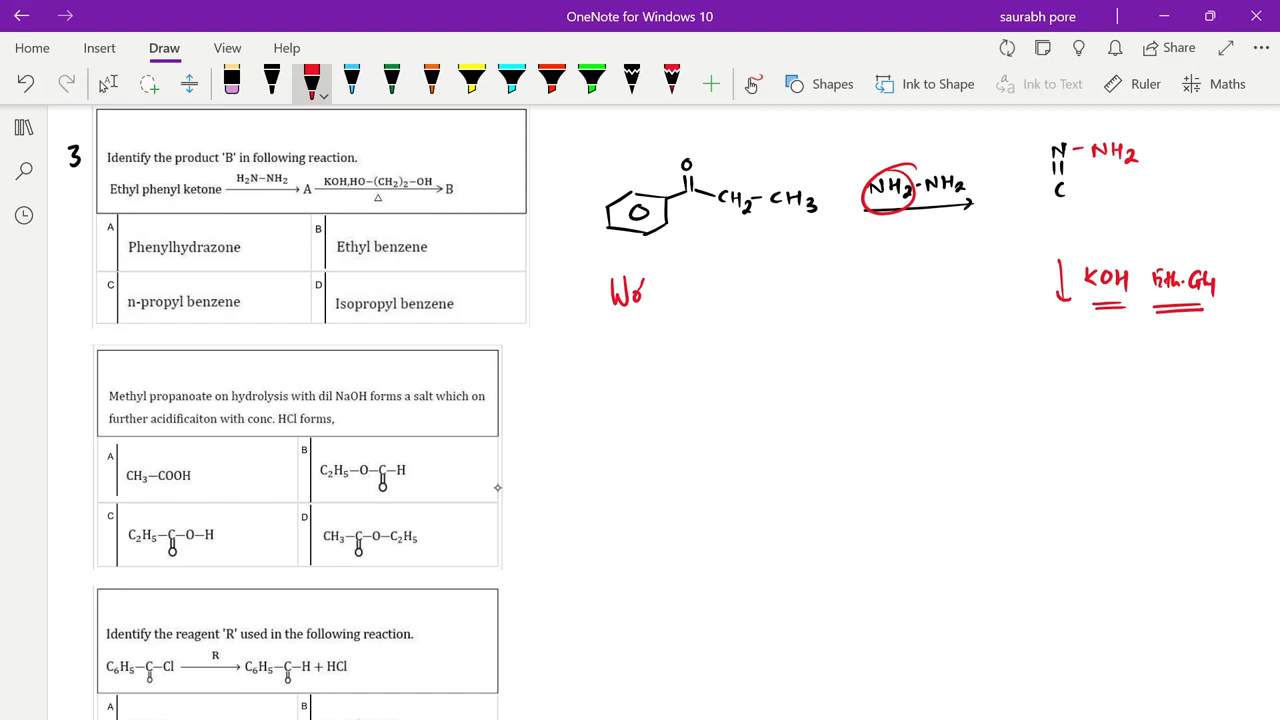 OneNote for Windows 10
saurabh pore
Home Insert Draw View Help
Share
Shapes Ink to Shape Ink to Text Ruler Maths
3
Identify the product 'B' in following reaction.
Ethyl phenyl ketone H₂N−NH₂ A KOH,HO−(CH₂)₂−OH Δ B
A Phenylhydrazone
B Ethyl benzene
C n-propyl benzene
D Isopropyl benzene
O
C
CH2 - CH3
NH2 - NH2
N - NH2
C
KOH Eth. Gly
Wo
Methyl propanoate on hydrolysis with dil NaOH forms a salt which on
further acidificaiton with conc. HCl forms,
A CH₃−COOH
B C₂H₅−O−C−H
O
C C₂H₅−C−O−H
O
D CH₃−C−O−C₂H₅
O
Identify the reagent 'R' used in the following reaction.
R
C₆H₅−C−Cl C₆H₅−C−H + HCl
O O
A B